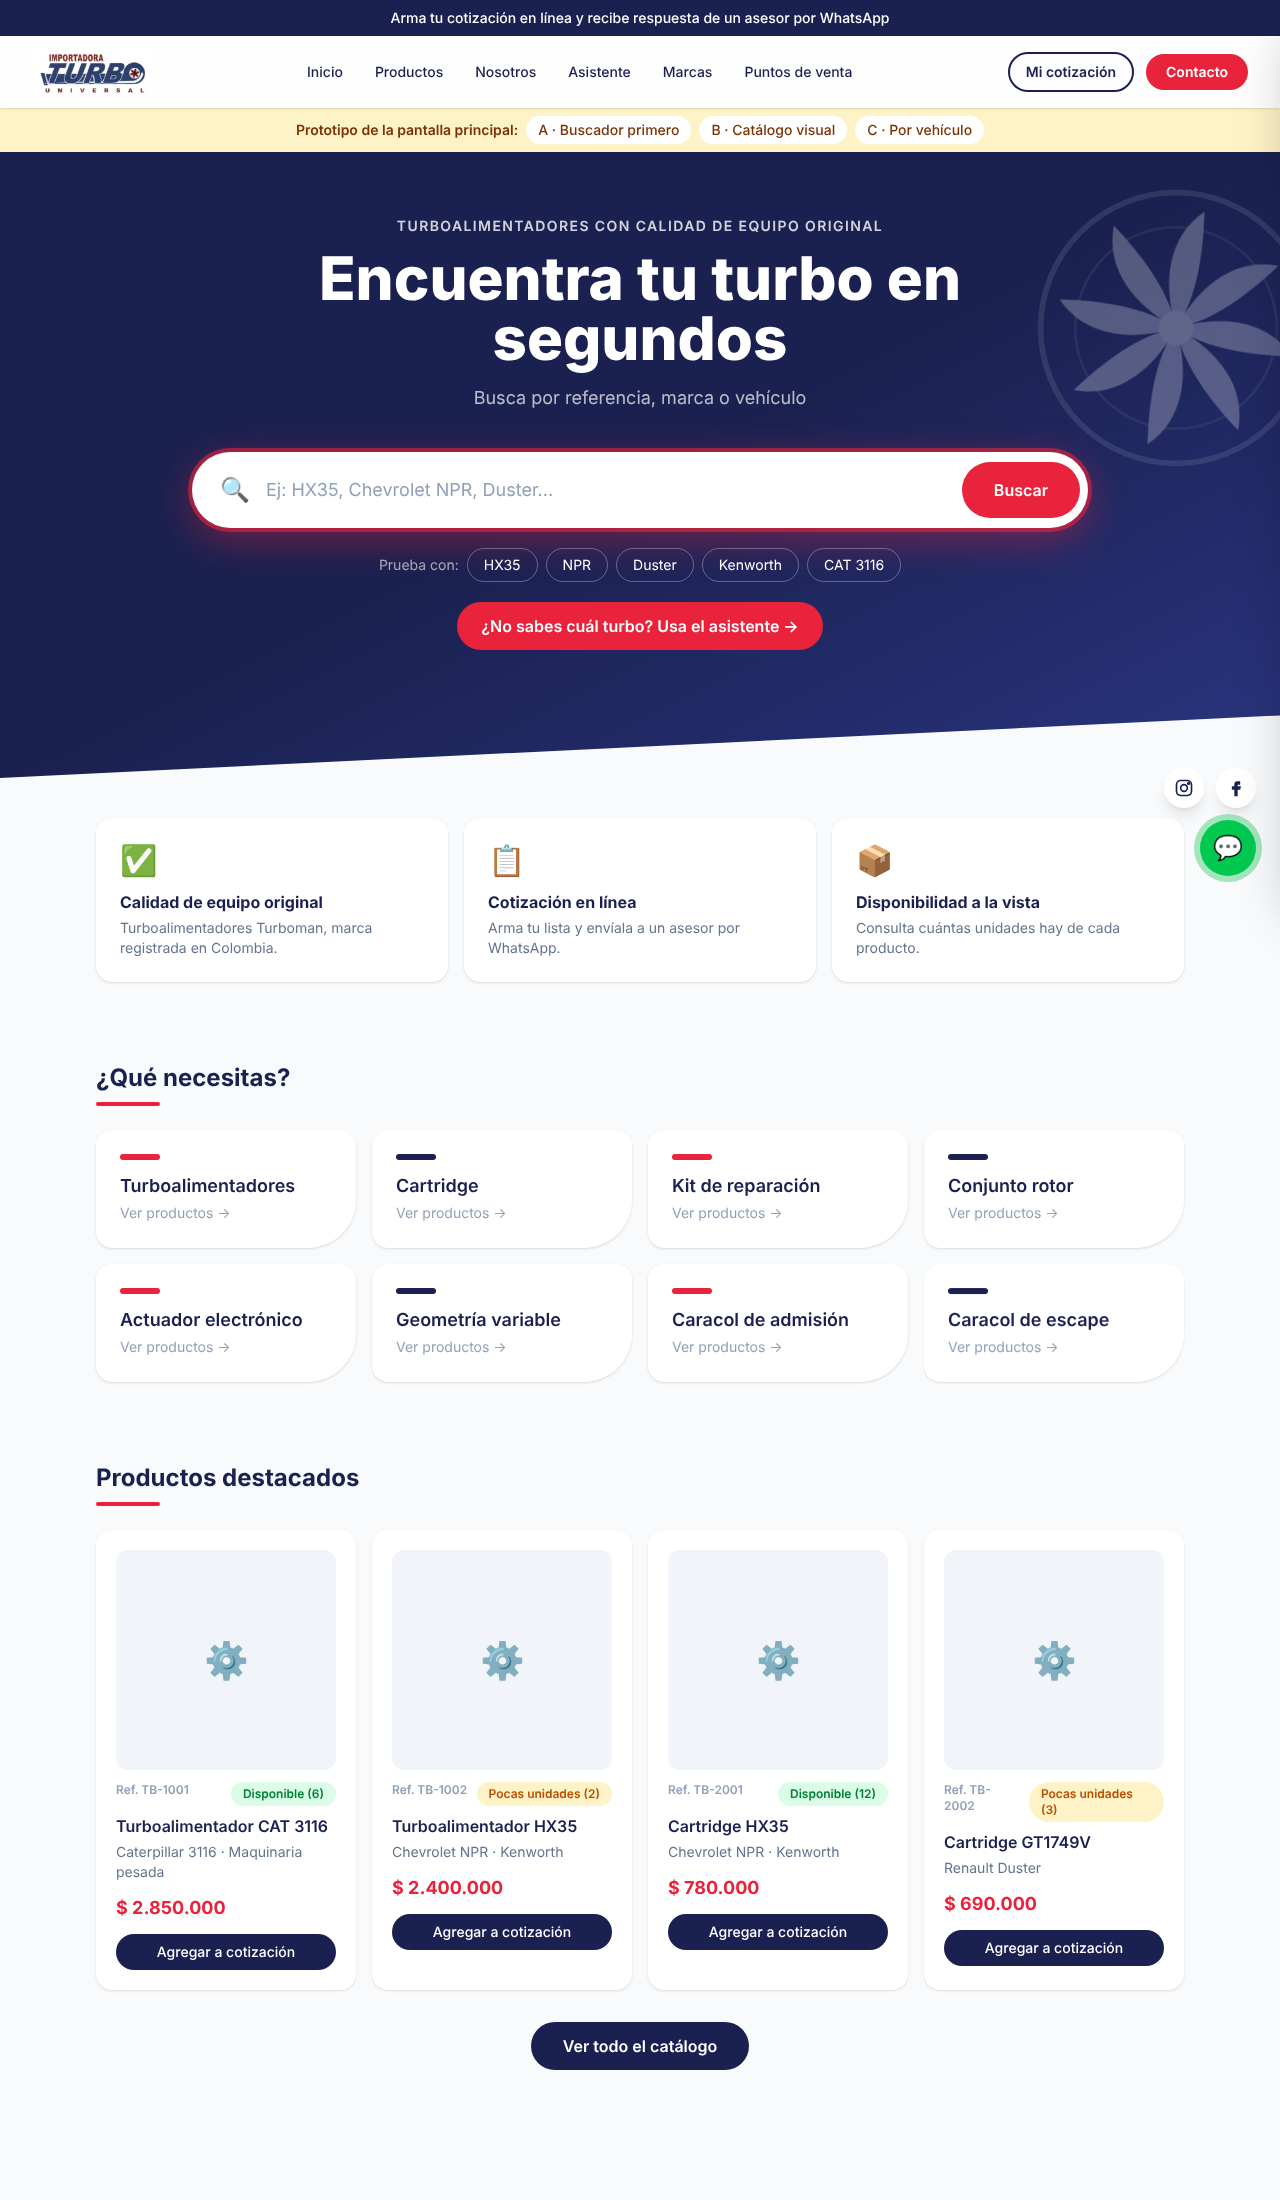 Arma tu cotización en línea y recibe respuesta de un asesor por WhatsApp
IMPORTADORA
TURBO
UNIVERSAL
Inicio
Productos
Nosotros
Asistente
Marcas
Puntos de venta
Mi cotización
Contacto
Prototipo de la pantalla principal:
A · Buscador primero
B · Catálogo visual
C · Por vehículo
TURBOALIMENTADORES CON CALIDAD DE EQUIPO ORIGINAL
Encuentra tu turbo en
segundos
Busca por referencia, marca o vehículo
Ej: HX35, Chevrolet NPR, Duster...
Buscar
Prueba con:
HX35
NPR
Duster
Kenworth
CAT 3116
¿No sabes cuál turbo? Usa el asistente →
Calidad de equipo original
Turboalimentadores Turboman, marca
registrada en Colombia.
Cotización en línea
Arma tu lista y envíala a un asesor por
WhatsApp.
Disponibilidad a la vista
Consulta cuántas unidades hay de cada
producto.
¿Qué necesitas?
Turboalimentadores
Ver productos →
Cartridge
Ver productos →
Kit de reparación
Ver productos →
Conjunto rotor
Ver productos →
Actuador electrónico
Ver productos →
Geometría variable
Ver productos →
Caracol de admisión
Ver productos →
Caracol de escape
Ver productos →
Productos destacados
Ref. TB-1001
Disponible (6)
Turboalimentador CAT 3116
Caterpillar 3116 · Maquinaria
pesada
$ 2.850.000
Agregar a cotización
Ref. TB-1002
Pocas unidades (2)
Turboalimentador HX35
Chevrolet NPR · Kenworth
$ 2.400.000
Agregar a cotización
Ref. TB-2001
Disponible (12)
Cartridge HX35
Chevrolet NPR · Kenworth
$ 780.000
Agregar a cotización
Ref. TB-
2002
Pocas unidades
(3)
Cartridge GT1749V
Renault Duster
$ 690.000
Agregar a cotización
Ver todo el catálogo